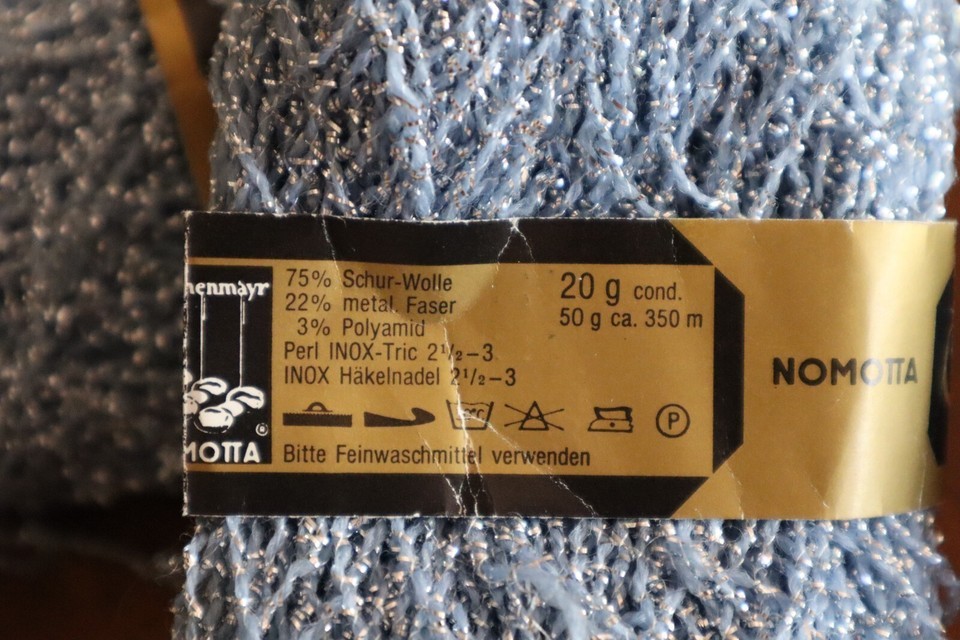 henmayr
MOTTA
75% Schur-Wolle
22% metal. Faser
3% Polyamid
Perl INOX-Tric 2½–3
INOX Häkelnadel 2½–3
Bitte Feinwaschmittel verwenden
20 g cond.
50 g ca. 350 m
P
NOMOTTA